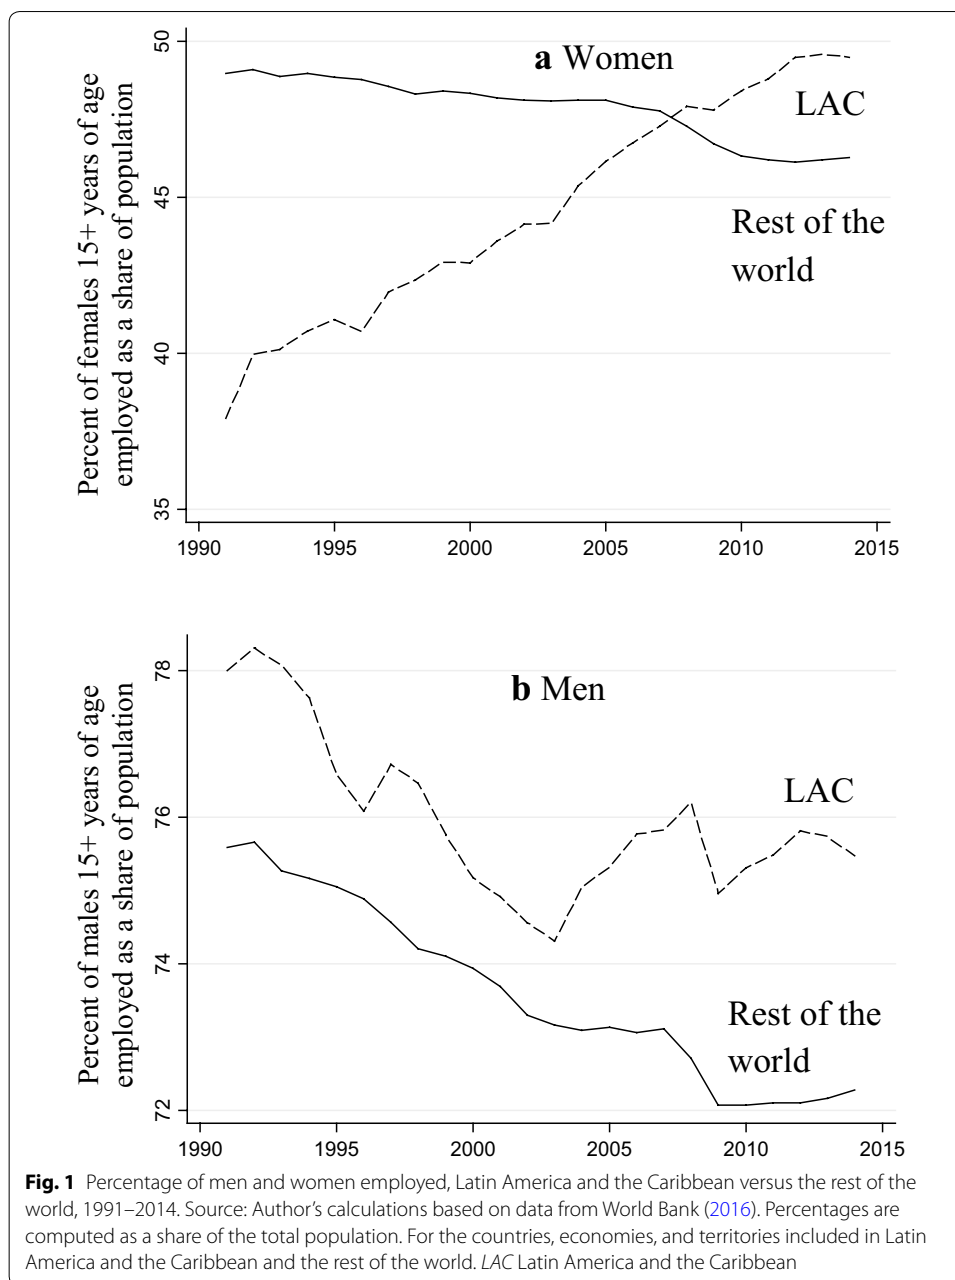 a Women
Percent of females 15+ years of age
employed as a share of population
50
45
40
35
LAC
Rest of the
world
1990 1995 2000 2005 2010 2015
b Men
Percent of males 15+ years of age
employed as a share of population
78
76
74
72
LAC
Rest of the
world
1990 1995 2000 2005 2010 2015
Fig. 1 Percentage of men and women employed, Latin America and the Caribbean versus the rest of the
world, 1991–2014. Source: Author's calculations based on data from World Bank (2016). Percentages are
computed as a share of the total population. For the countries, economies, and territories included in Latin
America and the Caribbean and the rest of the world. LAC Latin America and the Caribbean